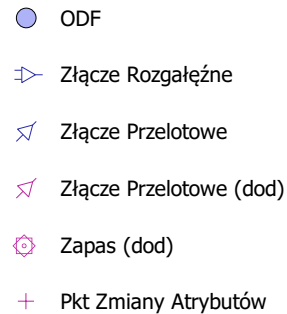 ODF
Złącze Rozgałęźne
Złącze Przelotowe
Złącze Przelotowe (dod)
Zapas (dod)
Pkt Zmiany Atrybutów